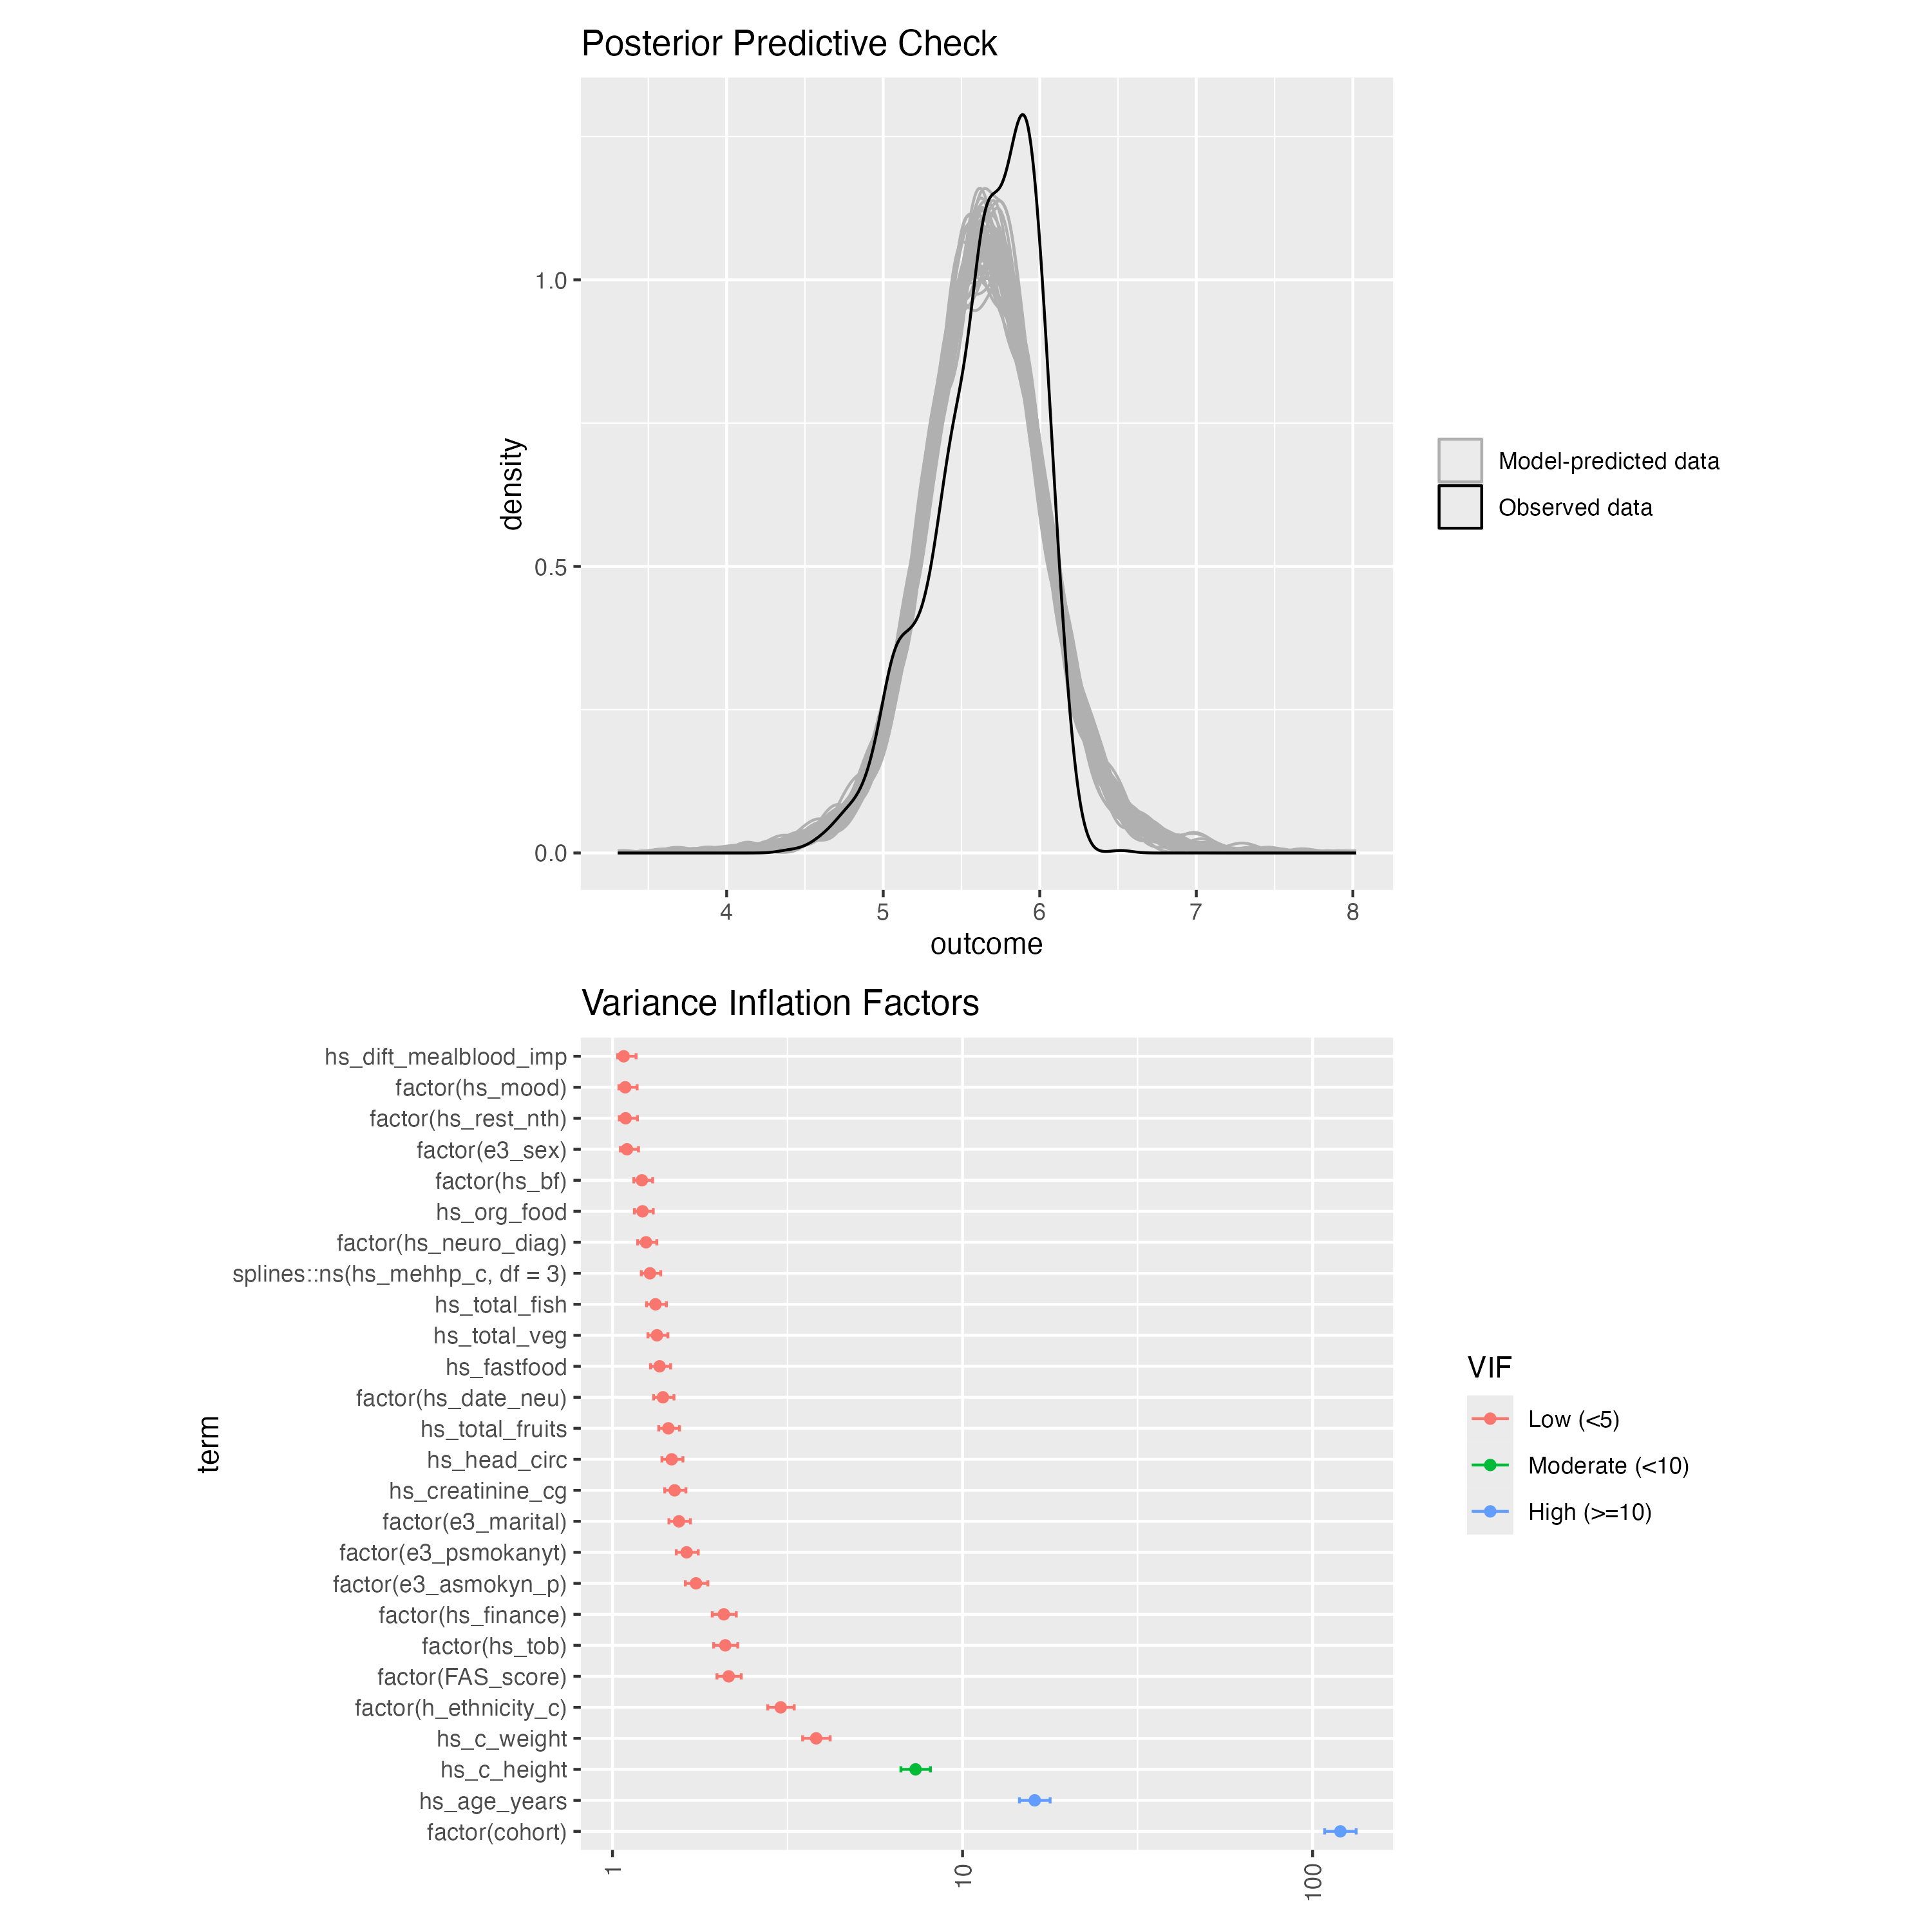 Posterior Predictive Check
density
1.0
0.5
0.0
4 5 6 7 8
outcome
Model-predicted data
Observed data
Variance Inflation Factors
term
hs_dift_mealblood_imp
factor(hs_mood)
factor(hs_rest_nth)
factor(e3_sex)
factor(hs_bf)
hs_org_food
factor(hs_neuro_diag)
splines::ns(hs_mehhp_c, df = 3)
hs_total_fish
hs_total_veg
hs_fastfood
factor(hs_date_neu)
hs_total_fruits
hs_head_circ
hs_creatinine_cg
factor(e3_marital)
factor(e3_psmokanyt)
factor(e3_asmokyn_p)
factor(hs_finance)
factor(hs_tob)
factor(FAS_score)
factor(h_ethnicity_c)
hs_c_weight
hs_c_height
hs_age_years
factor(cohort)
1 10 100
VIF
Low (<5)
Moderate (<10)
High (>=10)